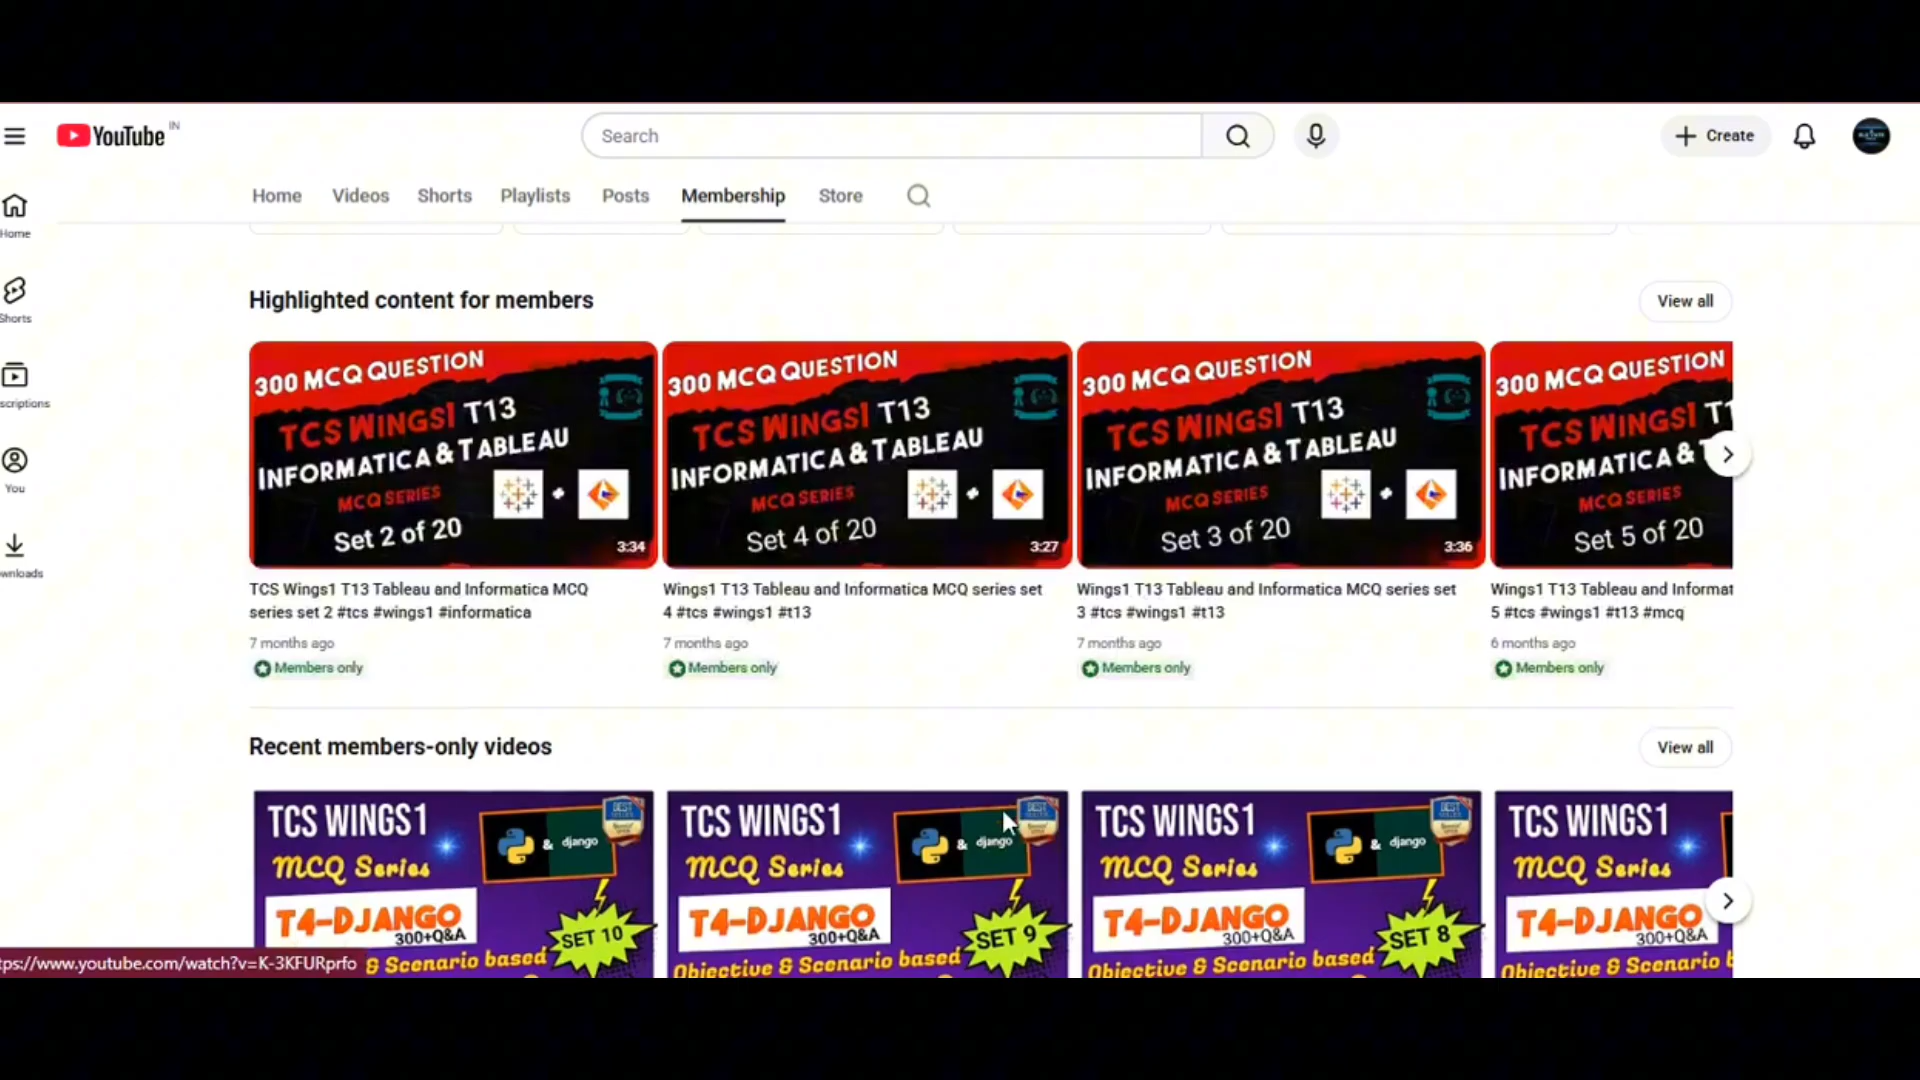 YouTube IN
Search
Create
Home Videos Shorts Playlists Posts Membership Store
Home
Shorts
scriptions
You
wnloads
Highlighted content for members
View all
300 MCQ QUESTION
TCS WINGS1 T13
INFORMATICA & TABLEAU
MCQ SERIES
Set 2 of 20
3:34
300 MCQ QUESTION
TCS WINGS1 T13
INFORMATICA & TABLEAU
MCQ SERIES
Set 4 of 20
3:27
300 MCQ QUESTION
TCS WINGS1 T13
INFORMATICA & TABLEAU
MCQ SERIES
Set 3 of 20
3:36
300 MCQ QUESTION
TCS WINGS1 T1
INFORMATICA & T
MCQ SERIES
Set 5 of 20
TCS Wings1 T13 Tableau and Informatica MCQ
series set 2 #tcs #wings1 #informatica
7 months ago
Members only
Wings1 T13 Tableau and Informatica MCQ series set
4 #tcs #wings1 #t13
7 months ago
Members only
Wings1 T13 Tableau and Informatica MCQ series set
3 #tcs #wings1 #t13
7 months ago
Members only
Wings1 T13 Tableau and Informat
5 #tcs #wings1 #t13 #mcq
6 months ago
Members only
Recent members-only videos
View all
TCS WINGS1
MCQ Series
& django
BEST
T4-DJANGO
300+Q&A
SET 10
& Scenario based
TCS WINGS1
MCQ Series
& django
BEST
T4-DJANGO
300+Q&A
SET 9
Objective & Scenario based
TCS WINGS1
MCQ Series
& django
BEST
T4-DJANGO
300+Q&A
SET 8
Objective & Scenario based
TCS WINGS1
MCQ Series
T4-DJANGO
300+Q&A
Objective & Scenario b
tps://www.youtube.com/watch?v=K-3KFURprfo